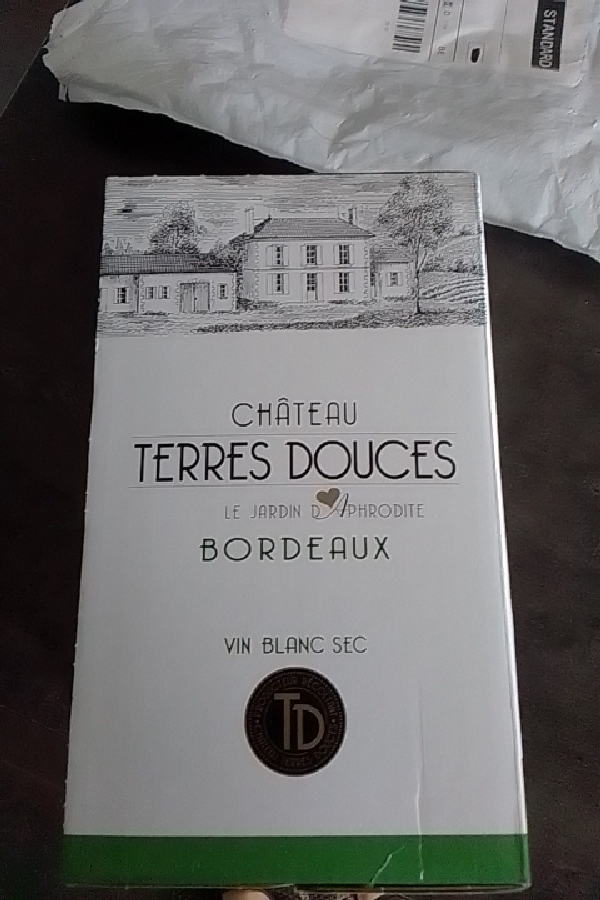 STANDARD
CHÂTEAU
TERRES DOUCES
LE JARDIN D'APHRODITE
BORDEAUX
VIN BLANC SEC
TD